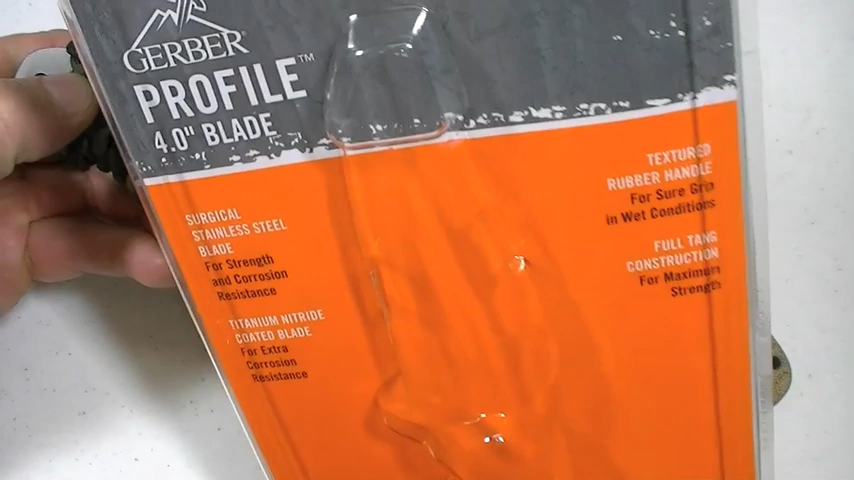 GERBER
PROFILE™
4.0" BLADE
SURGICAL
STAINLESS STEEL
BLADE
For Strength
and Corrosion
Resistance
TITANIUM NITRIDE
COATED BLADE
For Extra
Corrosion
Resistance
TEXTURED
RUBBER HANDLE
For Sure Grip
in Wet Conditions
FULL TANG
CONSTRUCTION
For Maximum
Strength